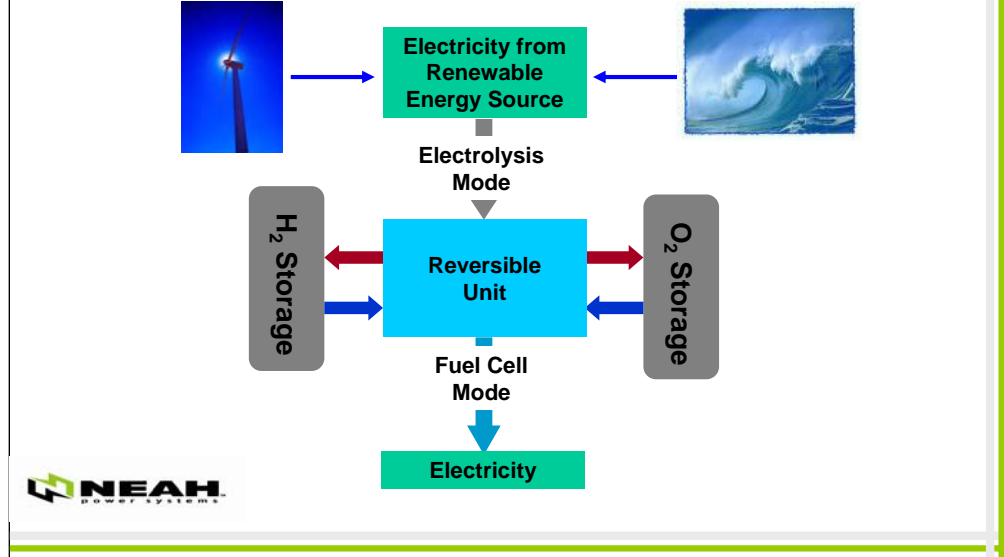 Electricity from
Renewable
Energy Source
Electrolysis
Mode
H₂ Storage
Reversible
Unit
O₂ Storage
Fuel Cell
Mode
Electricity
NEAH
power systems